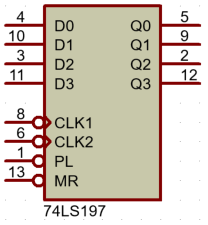 4 D0 Q0 5
10 D1 Q1 9
3 D2 Q2 2
11 D3 Q3 12
8 CLK1
6 CLK2
1 PL
13 MR
74LS197